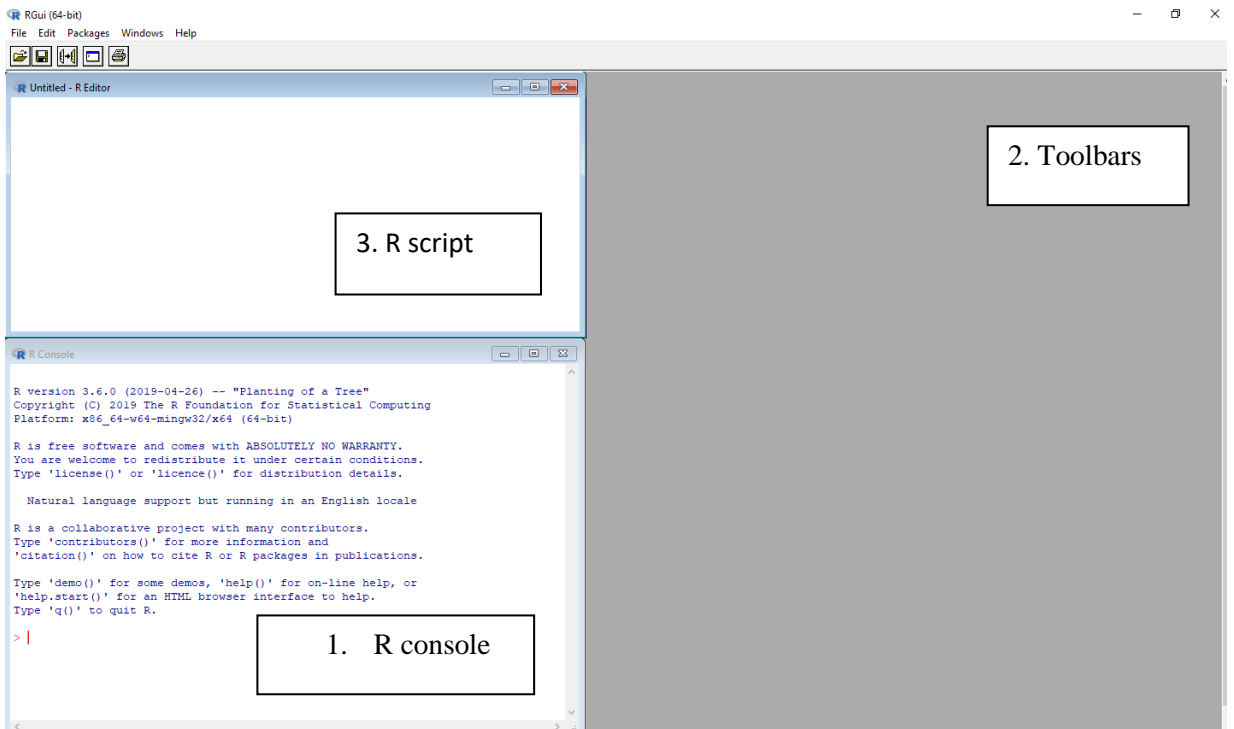 RGui (64-bit)
File Edit Packages Windows Help
Untitled - R Editor
2. Toolbars
3. R script
R Console
R version 3.6.0 (2019-04-26) -- "Planting of a Tree"
Copyright (C) 2019 The R Foundation for Statistical Computing
Platform: x86_64-w64-mingw32/x64 (64-bit)
R is free software and comes with ABSOLUTELY NO WARRANTY.
You are welcome to redistribute it under certain conditions.
Type 'license()' or 'licence()' for distribution details.
Natural language support but running in an English locale
R is a collaborative project with many contributors.
Type 'contributors()' for more information and
'citation()' on how to cite R or R packages in publications.
Type 'demo()' for some demos, 'help()' for on-line help, or
'help.start()' for an HTML browser interface to help.
Type 'q()' to quit R.
>
1. R console